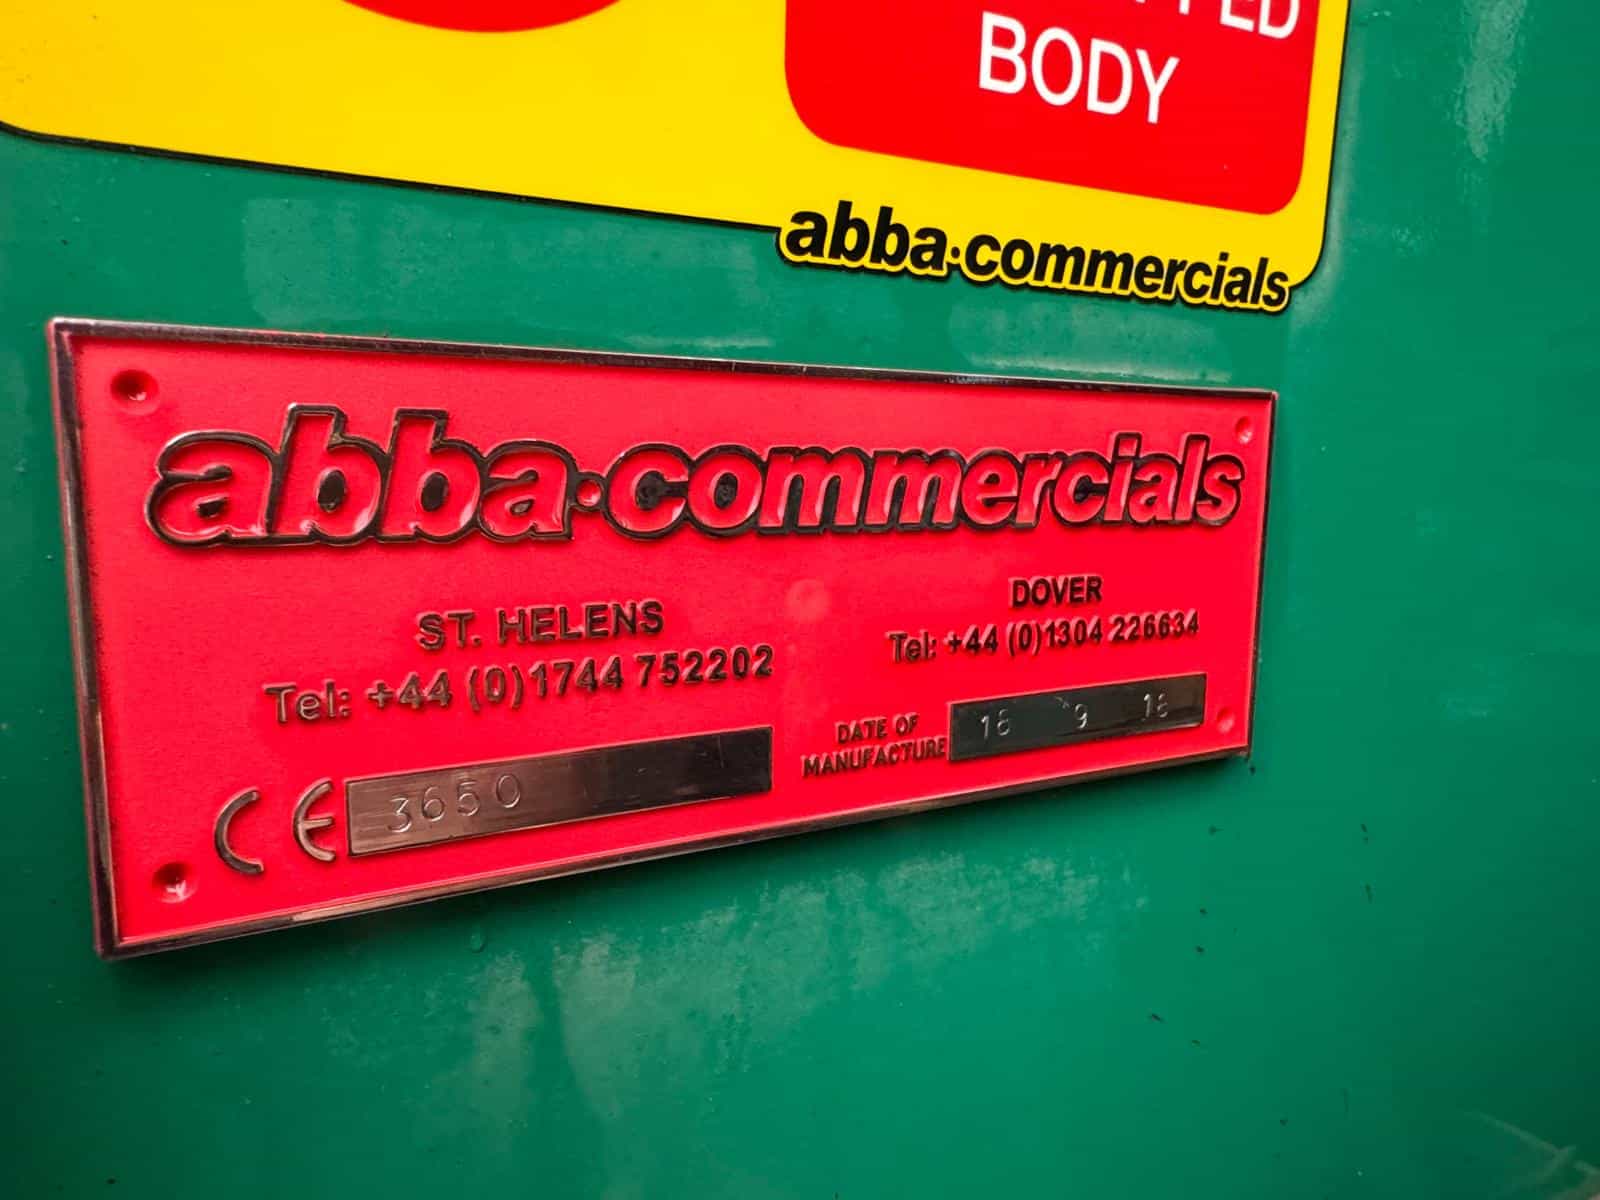 BODY
abba·commercials
abba·commercials
ST. HELENS
Tel: +44 (0)1744 752202
DOVER
Tel: +44 (0)1304 226634
DATE OF
MANUFACTURE 18 9 18
CE 3650